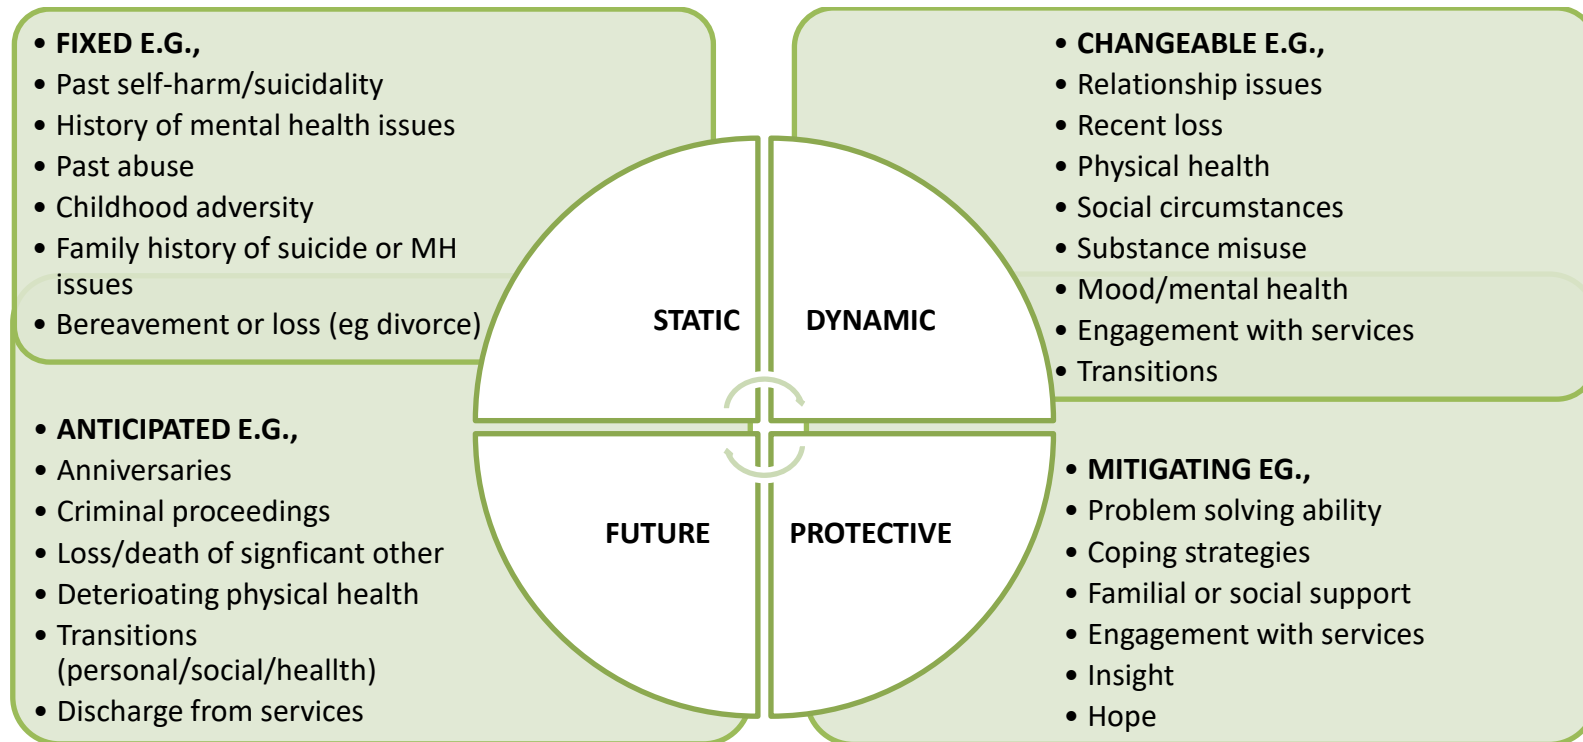 • FIXED E.G.,
• Past self-harm/suicidality
• History of mental health issues
• Past abuse
• Childhood adversity
• Family history of suicide or MH
issues
• Bereavement or loss (eg divorce)
• CHANGEABLE E.G.,
• Relationship issues
• Recent loss
• Physical health
• Social circumstances
• Substance misuse
• Mood/mental health
• Engagement with services
• Transitions
STATIC
DYNAMIC
FUTURE
PROTECTIVE
• ANTICIPATED E.G.,
• Anniversaries
• Criminal proceedings
• Loss/death of signficant other
• Deterioating physical health
• Transitions
(personal/social/heallth)
• Discharge from services
• MITIGATING EG.,
• Problem solving ability
• Coping strategies
• Familial or social support
• Engagement with services
• Insight
• Hope